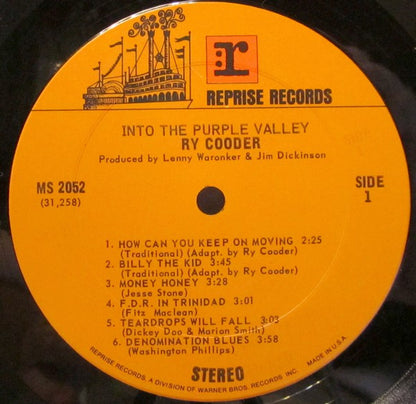 r
REPRISE RECORDS
INTO THE PURPLE VALLEY
RY COODER
Produced by Lenny Waronker & Jim Dickinson
MS 2052
(31,258)
SIDE
1
1. HOW CAN YOU KEEP ON MOVING 2:25
(Traditional) (Adapt. by Ry Cooder)
2. BILLY THE KID 3:45
(Traditional) (Adapt. by Ry Cooder)
3. MONEY HONEY 3:28
(Jesse Stone)
4. F.D.R. IN TRINIDAD 3:01
(Fitz Maclean)
5. TEARDROPS WILL FALL 3:03
(Dickey Doo & Marion Smith)
6. DENOMINATION BLUES 3:58
(Washington Phillips)
STEREO
REPRISE RECORDS, A DIVISION OF WARNER BROS. RECORDS INC. MADE IN U.S.A.